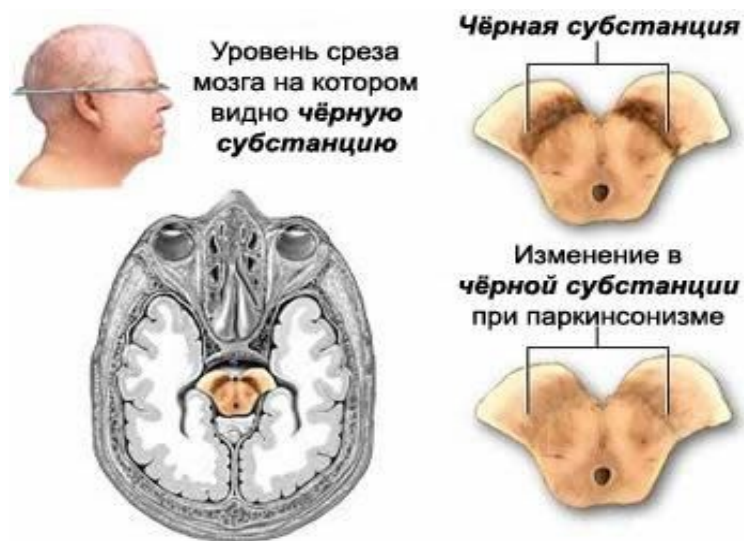 Уровень среза
мозга на котором
видно чёрную
субстанцию
Чёрная субстанция
Изменение в
чёрной субстанции
при паркинсонизме